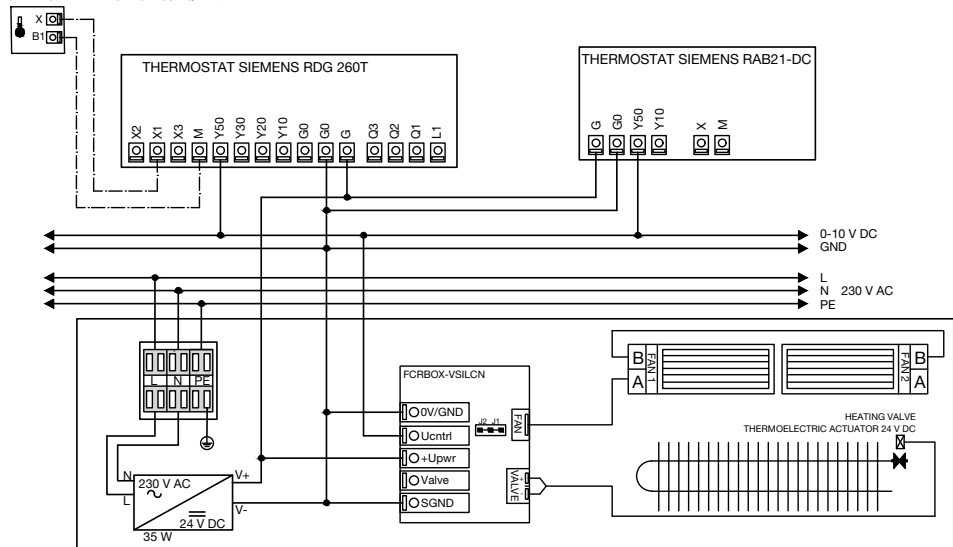 X
B1
THERMOSTAT SIEMENS RDG 260T
THERMOSTAT SIEMENS RAB21-DC
X2
X1
X3
M
Y50
Y30
Y20
Y10
G0
G0
G
Q3
Q2
Q1
L1
G
G0
Y50
Y10
X
M
0-10 V DC
GND
L
N 230 V AC
PE
L N PE
FCRBOX-VSILCN
0V/GND
Ucntrl
+Upwr
Valve
SGND
J2 J1
FAN
VALVE
+
-
B
A
FAN 1
FAN 2
B
A
HEATING VALVE
THERMOELECTRIC ACTUATOR 24 V DC
N
L
230 V AC
24 V DC
V+
V-
35 W